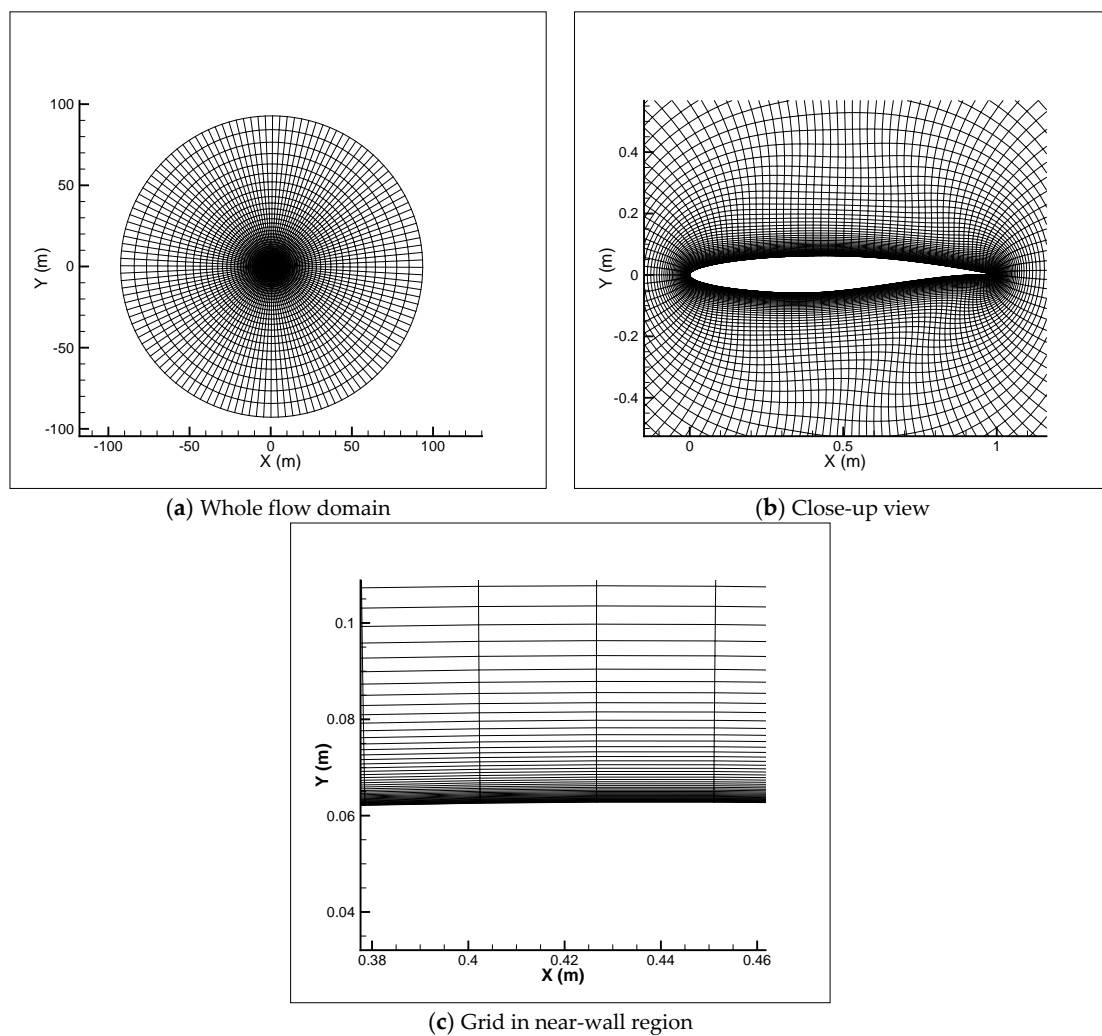 100
50
0
-50
-100
Y (m)
-100 -50 0 50 100
X (m)
(a) Whole flow domain
0.4
0.2
0
-0.2
-0.4
Y (m)
0 0.5 1
X (m)
(b) Close-up view
0.1
0.08
0.06
0.04
Y (m)
0.38 0.4 0.42 0.44 0.46
X (m)
(c) Grid in near-wall region